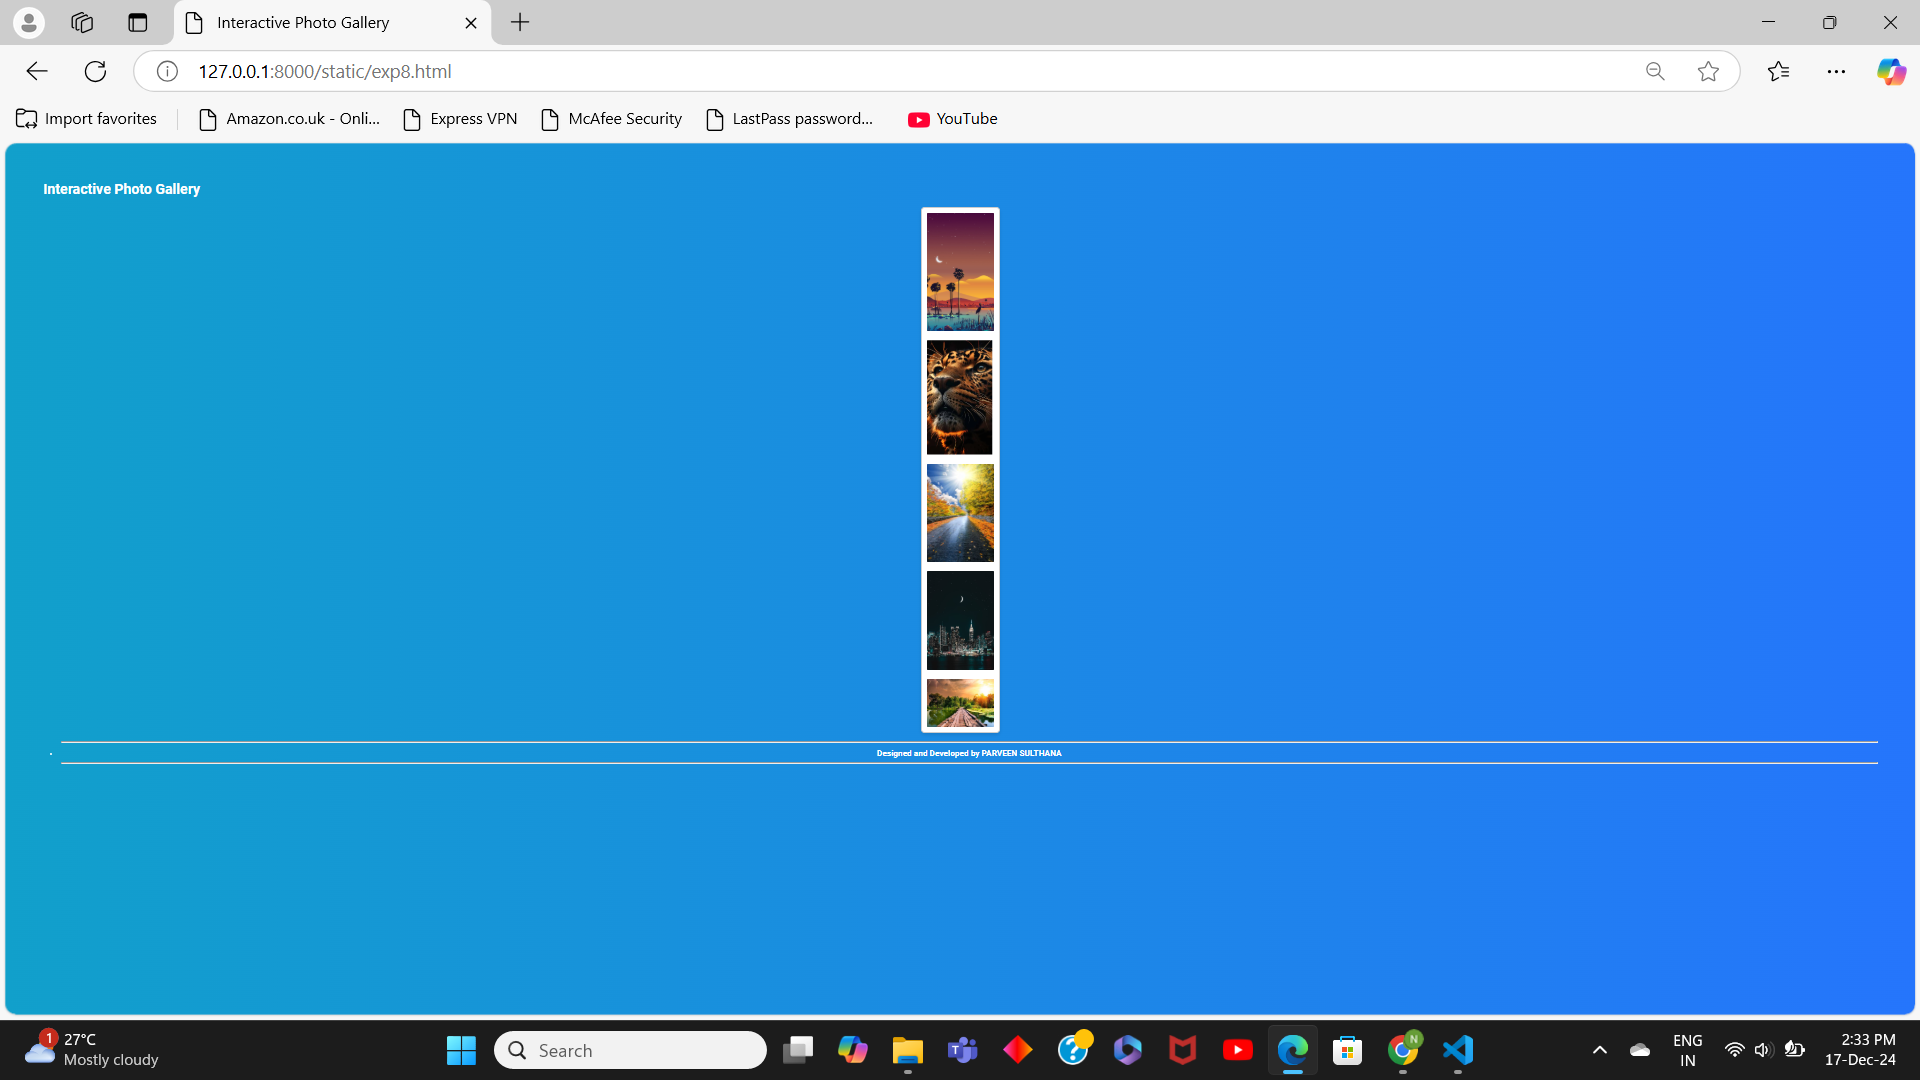 Interactive Photo Gallery
127.0.0.1:8000/static/exp8.html
Import favorites
Amazon.co.uk - Onli...
Express VPN
McAfee Security
LastPass password...
YouTube
Interactive Photo Gallery
Designed and Developed by PARVEEN SULTHANA
1
27°C
Mostly cloudy
Search
T
?
N
ENG
IN
2:33 PM
17-Dec-24